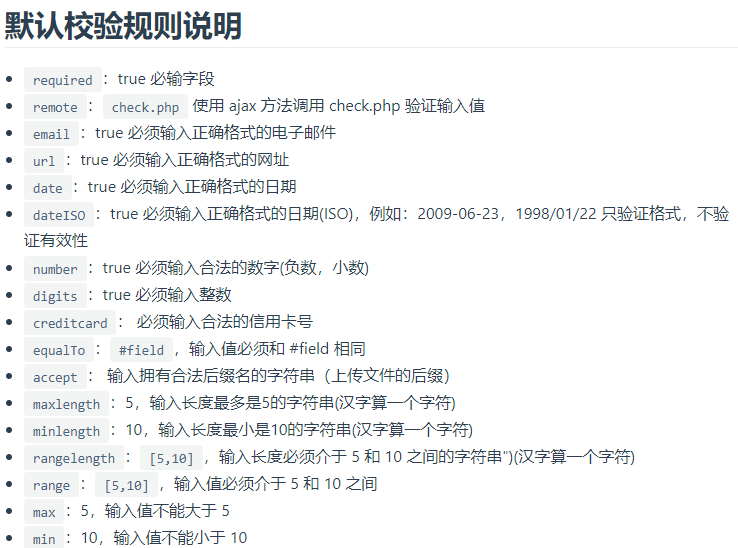 默认校验规则说明
required：true 必输字段
remote：check.php 使用 ajax 方法调用 check.php 验证输入值
email：true 必须输入正确格式的电子邮件
url：true 必须输入正确格式的网址
date：true 必须输入正确格式的日期
dateISO：true 必须输入正确格式的日期(ISO)，例如：2009-06-23，1998/01/22 只验证格式，不验
证有效性
number：true 必须输入合法的数字(负数，小数)
digits：true 必须输入整数
creditcard： 必须输入合法的信用卡号
equalTo：#field，输入值必须和 #field 相同
accept： 输入拥有合法后缀名的字符串（上传文件的后缀）
maxlength：5，输入长度最多是5的字符串(汉字算一个字符)
minlength：10，输入长度最小是10的字符串(汉字算一个字符)
rangelength：[5,10]，输入长度必须介于 5 和 10 之间的字符串")(汉字算一个字符)
range：[5,10]，输入值必须介于 5 和 10 之间
max：5，输入值不能大于 5
min：10，输入值不能小于 10